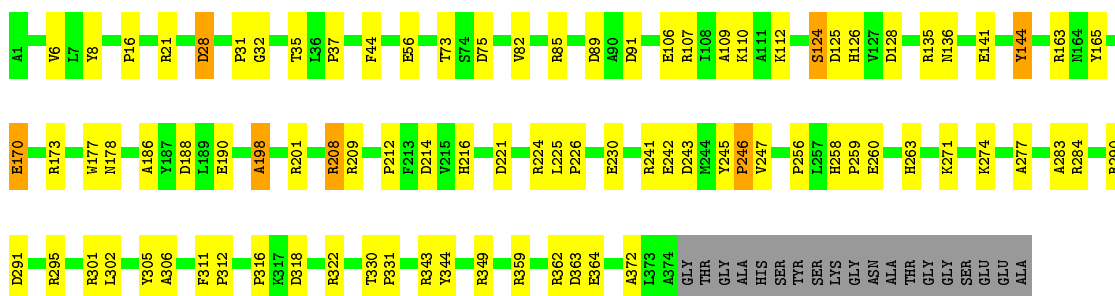 A1 V6 L7 Y8 P16 R21 D28 P31 G32 T35 L36 P37 F44 E56 T73 S74 D75 V82 R85 D89 A90 D91 E106 R107 I108 A109 K110 A111 K112 S124 D125 H126 V127 D128 R135 N136 E141 Y144 R163 N164 Y165
E170 R173 W177 N178 A186 Y187 D188 L189 E190 A198 R201 R208 R209 P212 F213 D214 V215 H216 D221 R224 L225 P226 E230 R241 E242 D243 M244 Y245 P246 V247 P256 L257 H258 P259 E260 H263 K271 K274 A277 A283 R284
D291 R295 R301 L302 Y305 A306 F311 P312 P316 K317 D318 R322 T330 P331 R343 Y344 R349 R359 R362 D363 E364 A372 L373 A374 GLY THR GLY ALA HIS SER TYR SER LYS GLY ASN ALA ALA THR GLY GLY SER GLU GLU ALA